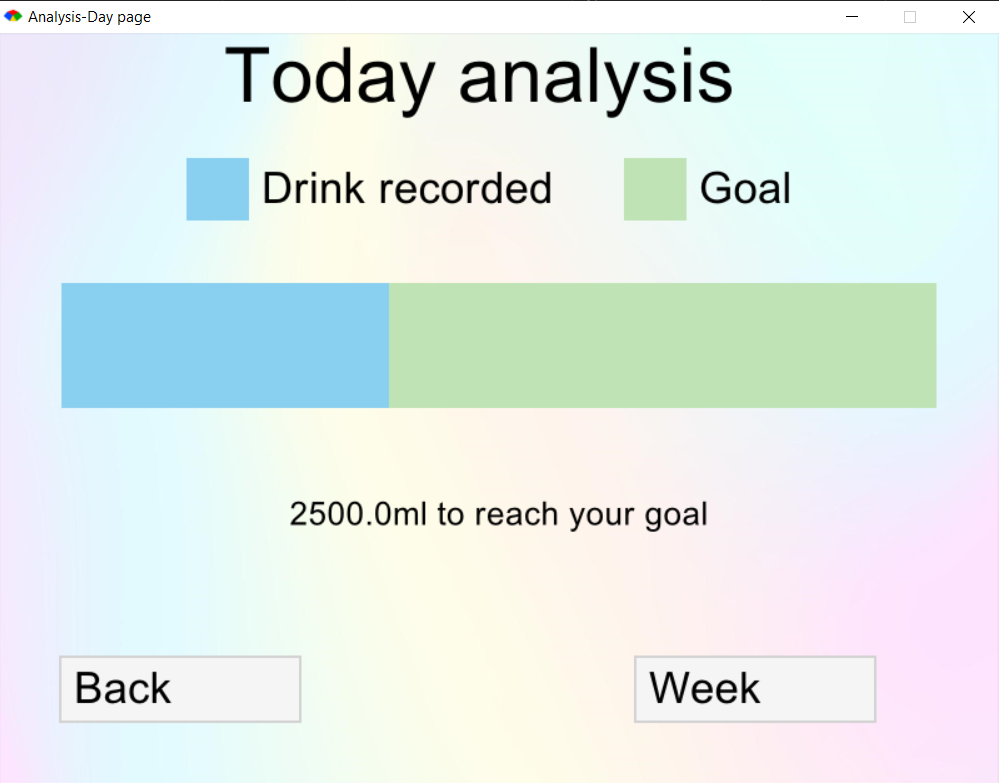 Analysis-Day page
Today analysis
Drink recorded
Goal
2500.0ml to reach your goal
Back
Week